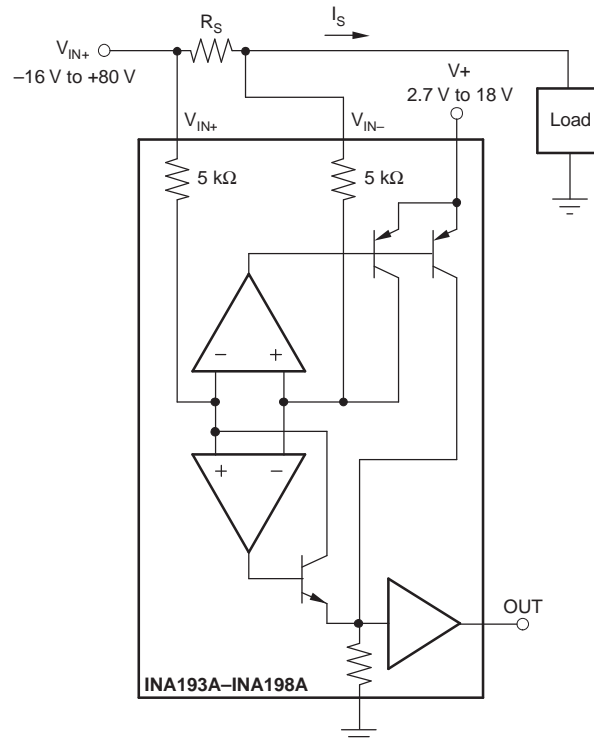 R_S
I_S
V_IN+
–16 V to +80 V
V+
2.7 V to 18 V
V_IN+
V_IN–
Load
5 kΩ
5 kΩ
–
+
+
–
OUT
INA193A–INA198A